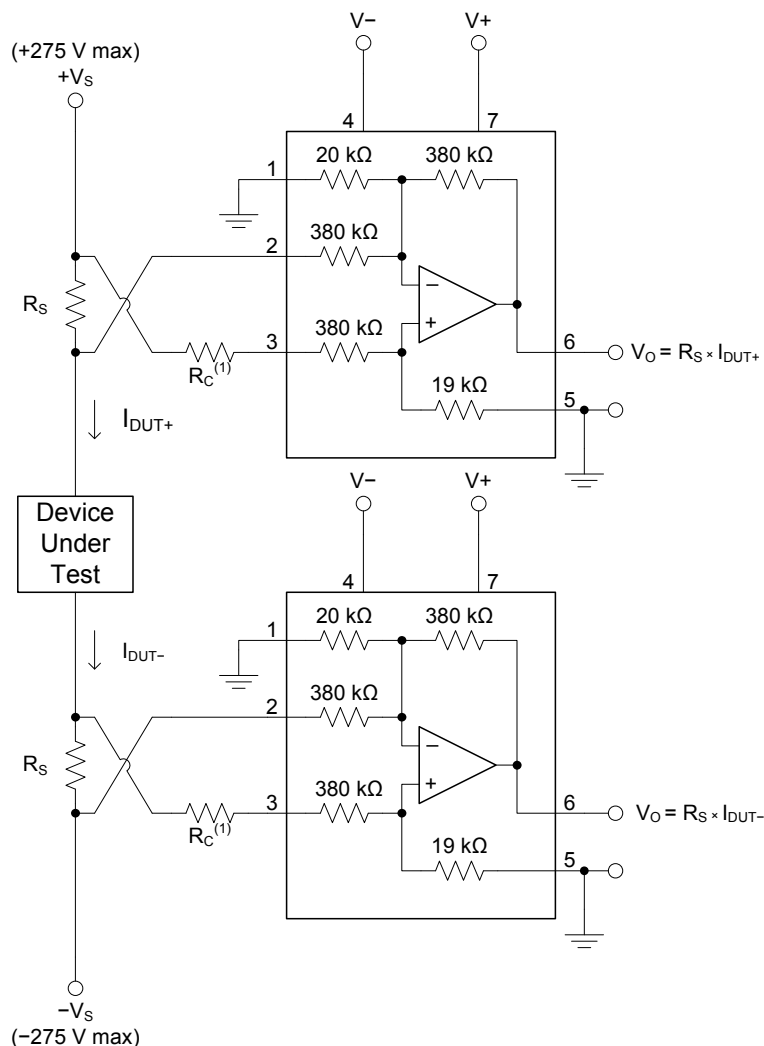 (+275 V max)
+VS
V−
V+
4
7
1
20 kΩ
380 kΩ
2
380 kΩ
RS
−
3
380 kΩ
+
RC(1)
6
VO = RS × IDUT+
19 kΩ
5
IDUT+
Device
Under
Test
V−
V+
4
7
1
20 kΩ
380 kΩ
IDUT−
2
380 kΩ
RS
−
3
380 kΩ
+
RC(1)
6
VO = RS × IDUT−
19 kΩ
5
−VS
(−275 V max)